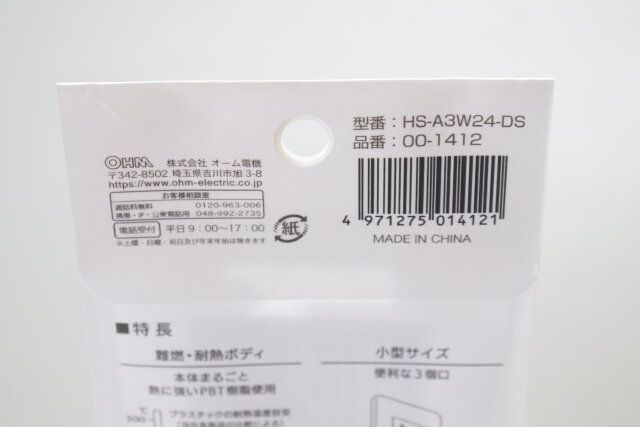 OHM 株式会社 オーム電機
〒342-8502 埼玉県吉川市旭 3-8
https://www.ohm-electric.co.jp
お客様相談室
通話料無料 0120-963-006
携帯・IP・公衆電話用 048-992-2735
電話受付 平日 9:00〜17:00
※土曜・日曜・祝日及び年末年始は除きます
紙
型番：HS-A3W24-DS
品番：00-1412
4 971275 014121
MADE IN CHINA
■特長
難燃・耐熱ボディ
本体まるごと
熱に強いPBT樹脂使用
℃
300
プラスチックの耐熱温度目安
小型サイズ
便利な3個口